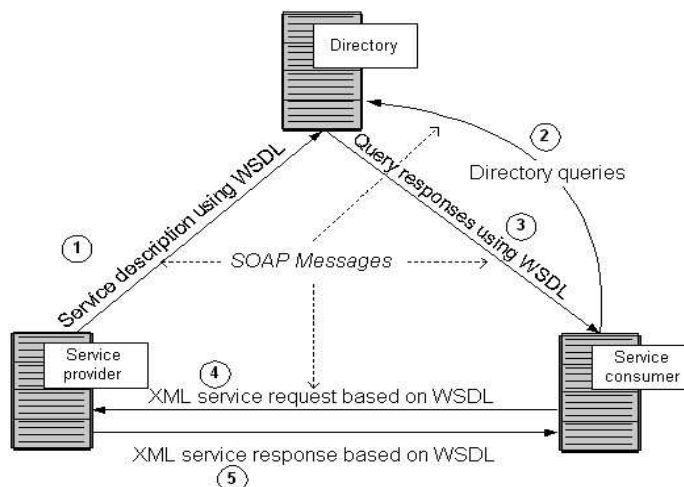 Directory
2
Directory queries
Query responses using WSDL
3
1
Service description using WSDL
SOAP Messages
Service
provider
Service
consumer
4
XML service request based on WSDL
XML service response based on WSDL
5